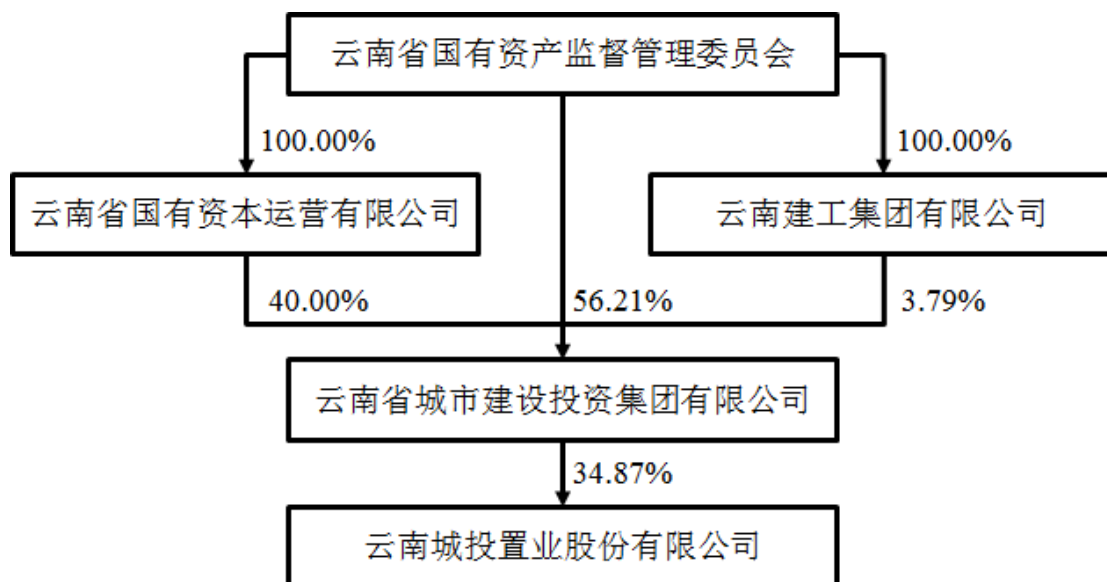 云南省国有资产监督管理委员会
100.00%
100.00%
云南省国有资本运营有限公司
云南建工集团有限公司
40.00%
56.21%
3.79%
云南省城市建设投资集团有限公司
34.87%
云南城投置业股份有限公司